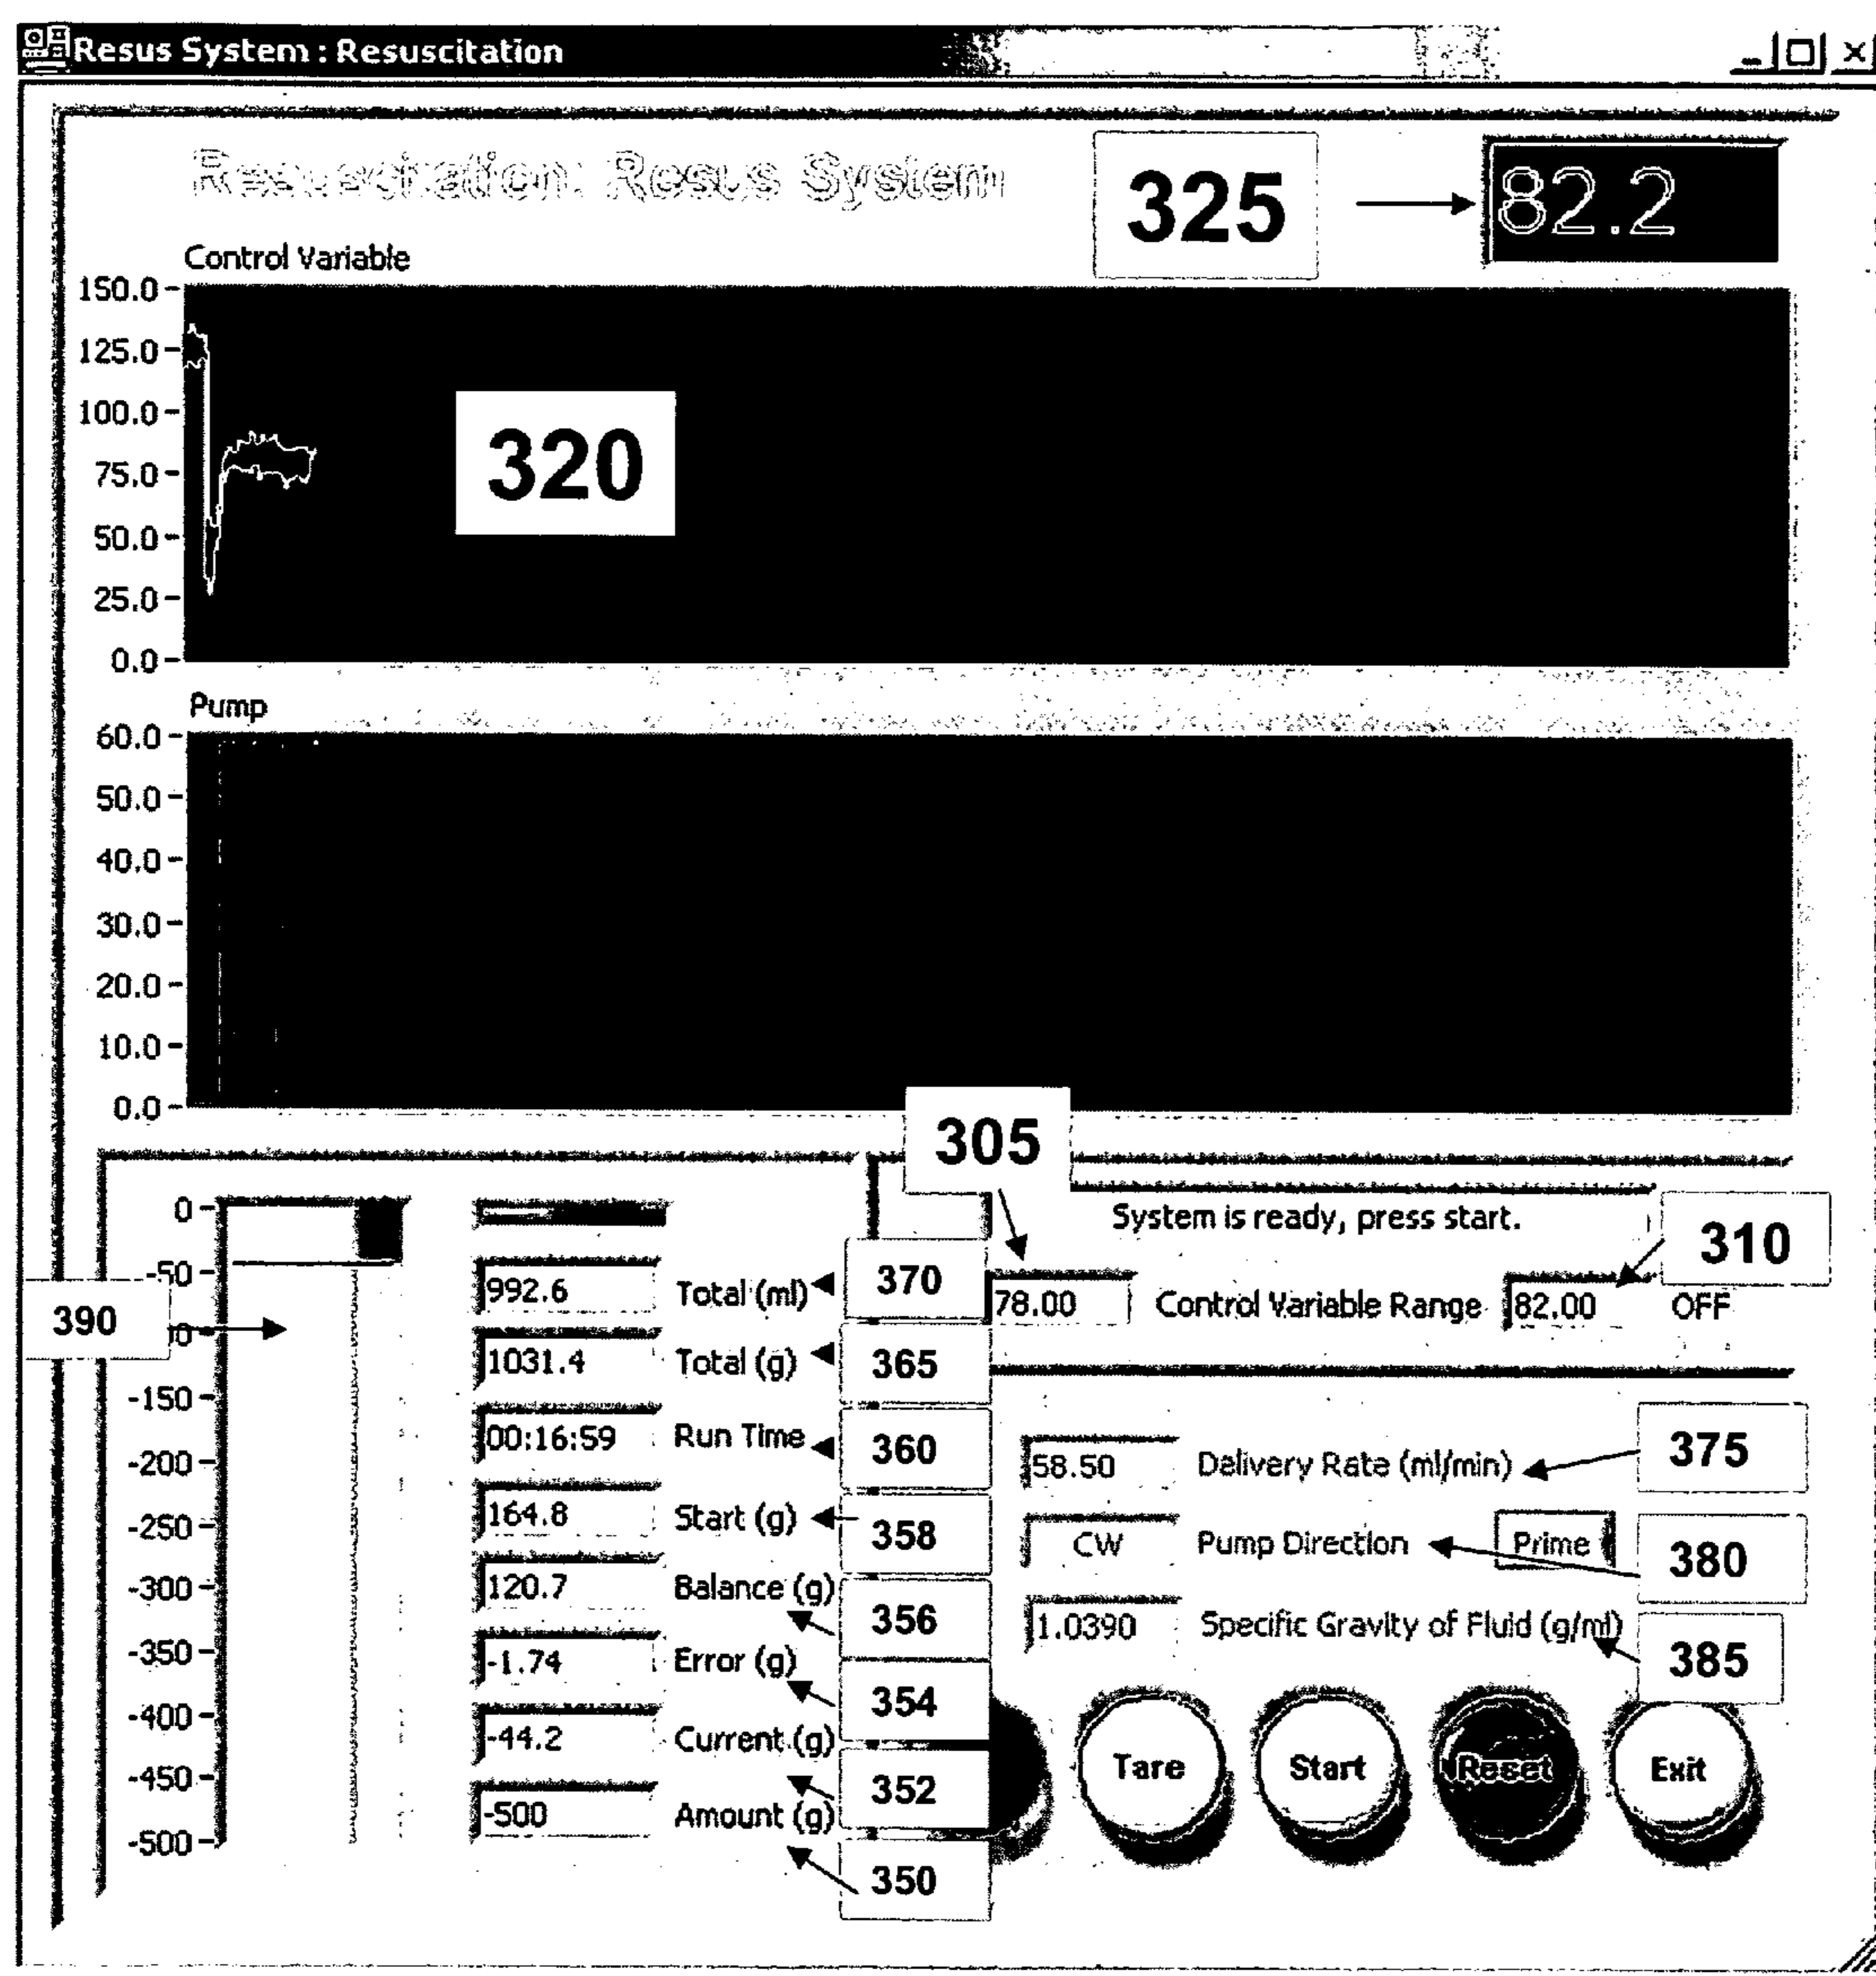 Resus System : Resuscitation
Resuscitation: Resus System
325
82.2
Control Variable
150.0
125.0
100.0
75.0
50.0
25.0
0.0
320
Pump
60.0
50.0
40.0
30.0
20.0
10.0
0.0
305
System is ready, press start.
310
78.00 Control Variable Range 82.00 OFF
0
-50
390
-150
-200
-250
-300
-350
-400
-450
-500
992.6 Total (ml) 370
1031.4 Total (g) 365
00:16:59 Run Time 360
164.8 Start (g) 358
120.7 Balance (g) 356
-1.74 Error (g) 354
-44.2 Current (g) 352
-500 Amount (g) 350
58.50 Delivery Rate (ml/min) 375
CW Pump Direction Prime 380
1.0390 Specific Gravity of Fluid (g/ml) 385
Tare Start Reset Exit